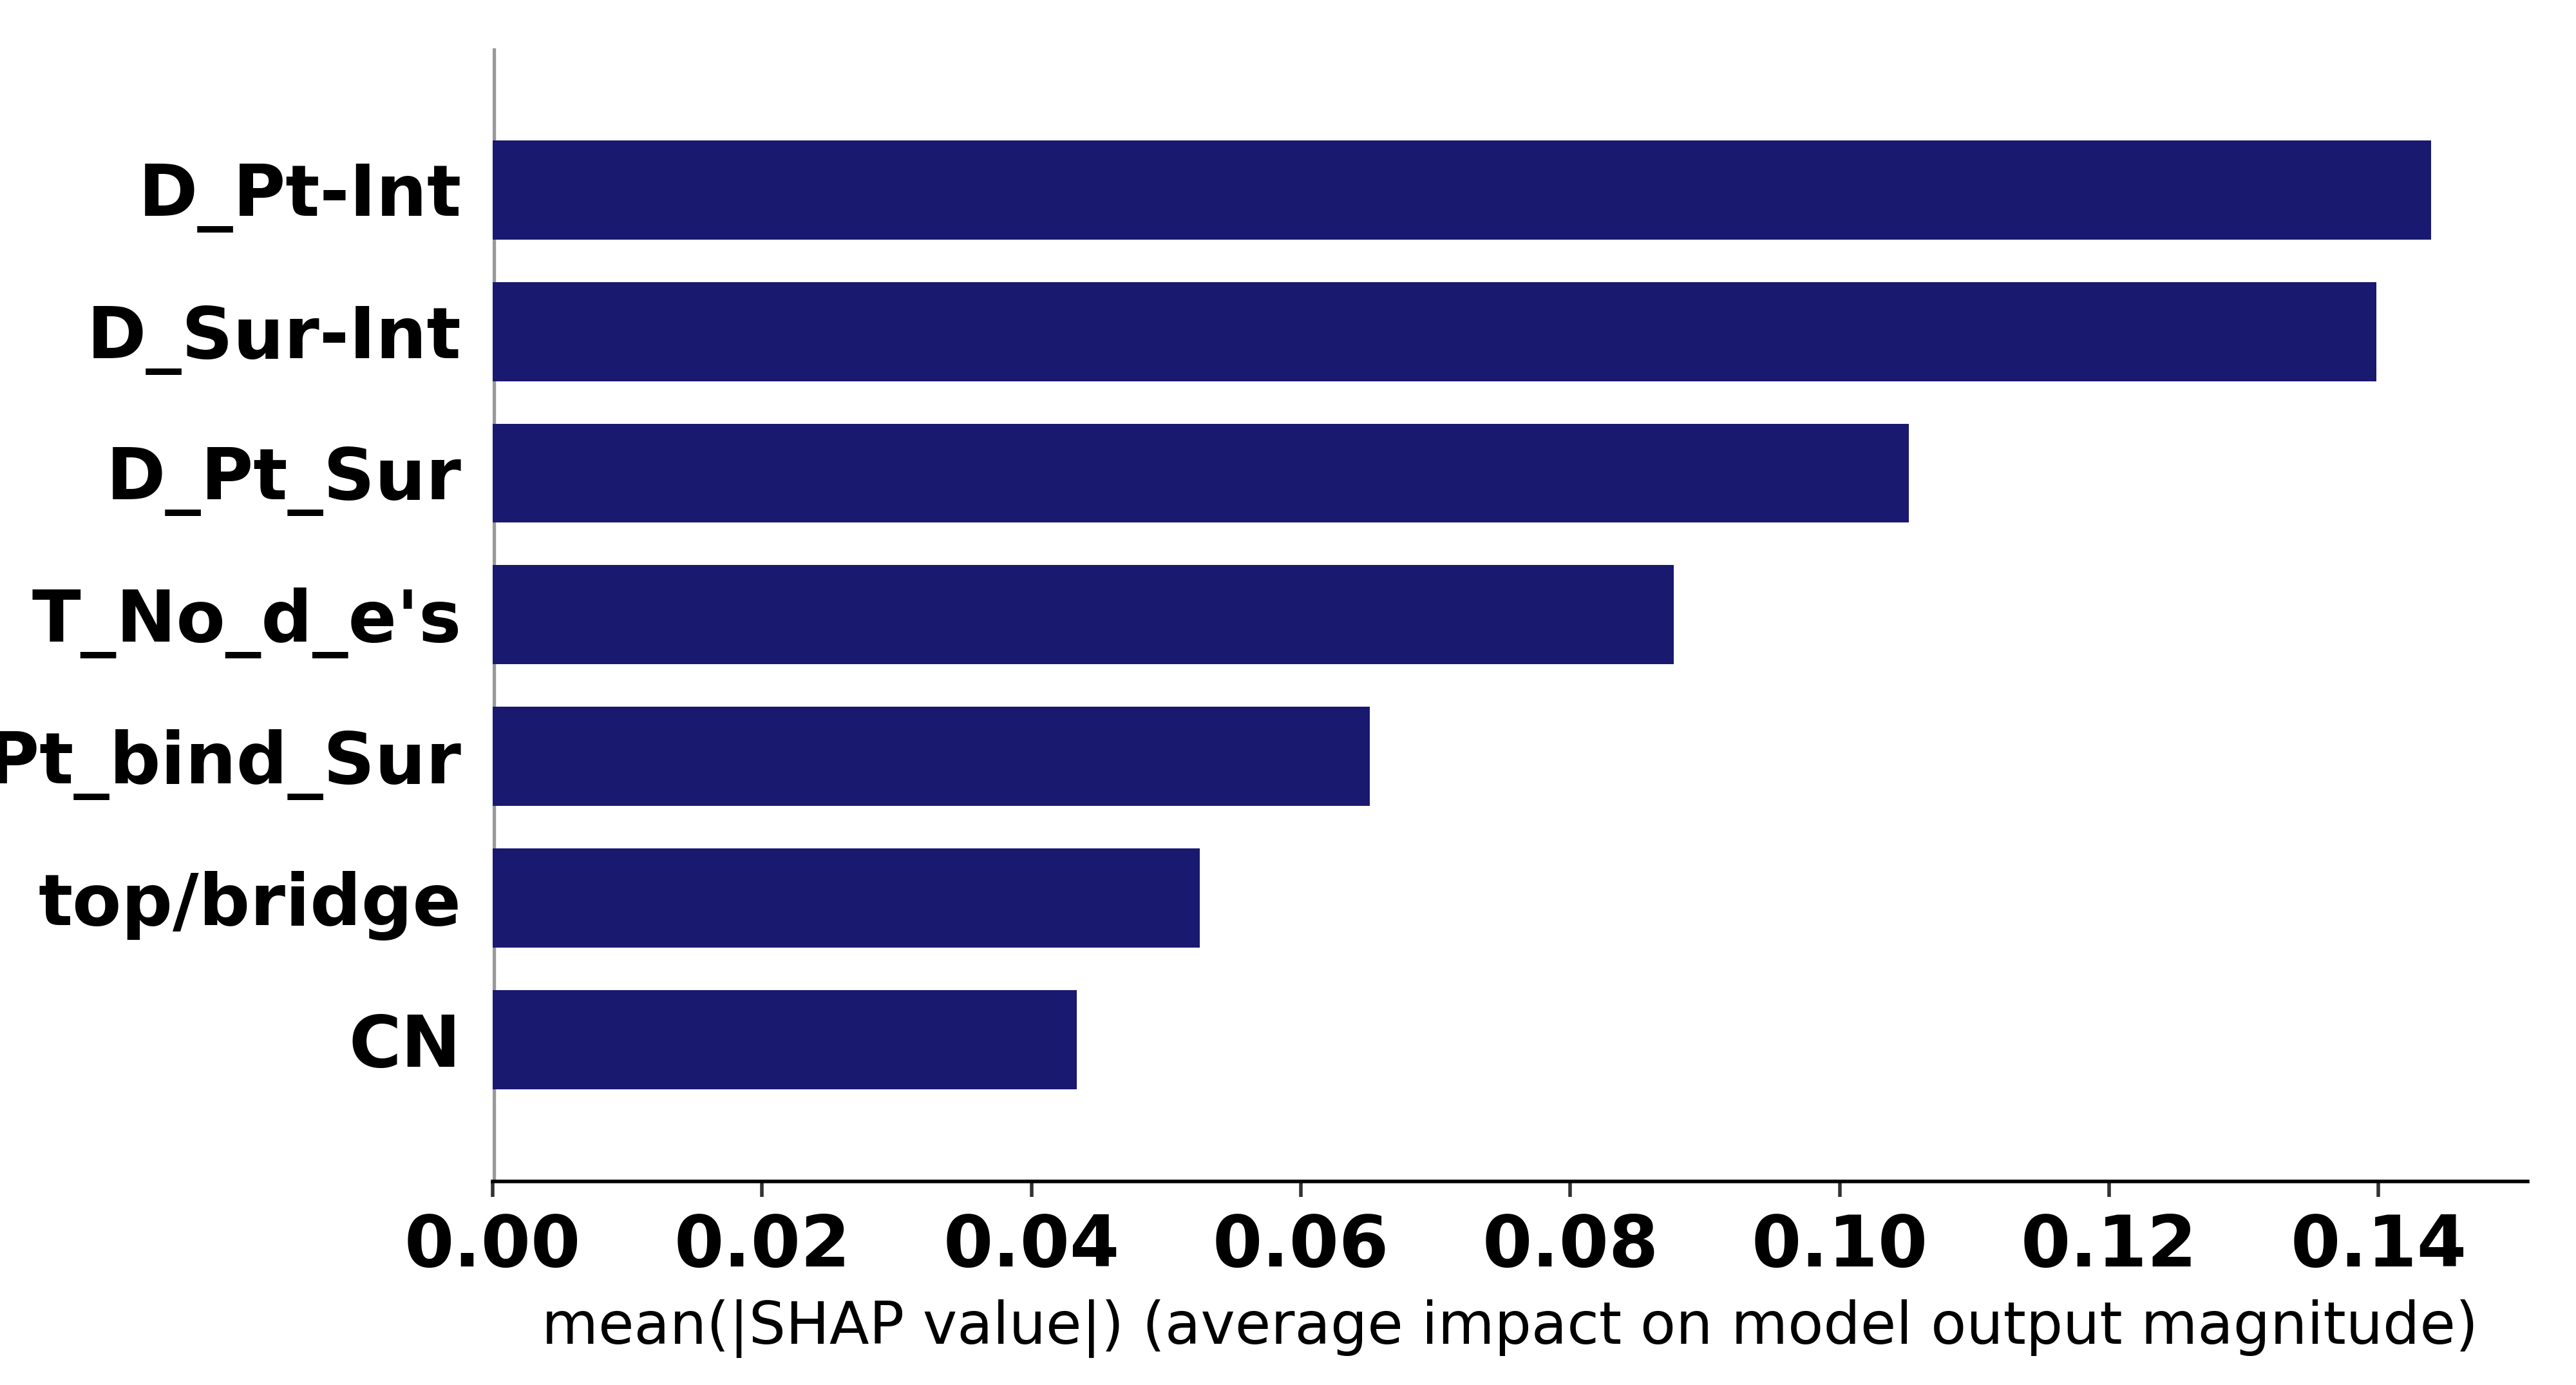 D_Pt-Int
D_Sur-Int
D_Pt_Sur
T_No_d_e's
Pt_bind_Sur
top/bridge
CN
0.00 0.02 0.04 0.06 0.08 0.10 0.12 0.14
mean(|SHAP value|) (average impact on model output magnitude)